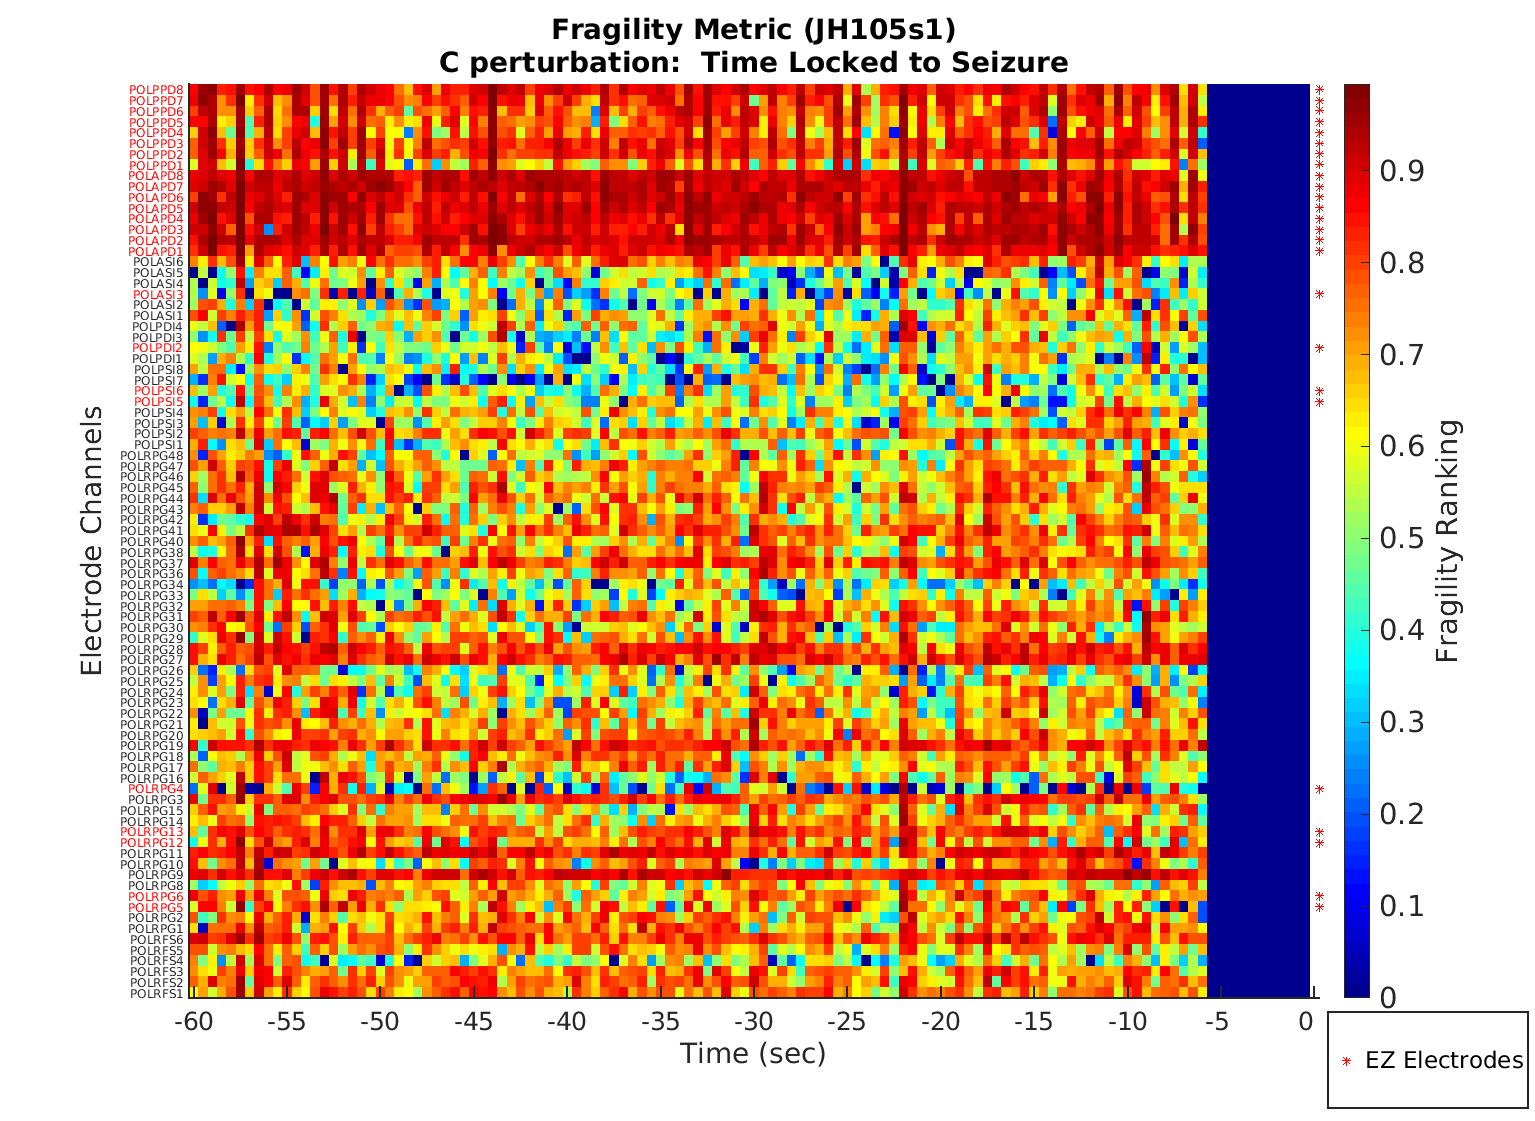 Fragility Metric (JH105s1)
C perturbation:  Time Locked to Seizure
POLPPD8
POLPPD7
POLPPD6
POLPPD5
POLPPD4
POLPPD3
POLPPD2
POLPPD1
POLAPD8
POLAPD7
POLAPD6
POLAPD5
POLAPD4
POLAPD3
POLAPD2
POLAPD1
POLASI6
POLASI5
POLASI4
POLASI3
POLASI2
POLASI1
POLPDI4
POLPDI3
POLPDI2
POLPDI1
POLPSI8
POLPSI7
POLPSI6
POLPSI5
POLPSI4
POLPSI3
POLPSI2
POLPSI1
POLRPG48
POLRPG47
POLRPG46
POLRPG45
POLRPG44
POLRPG43
POLRPG42
POLRPG41
POLRPG40
POLRPG38
POLRPG37
POLRPG36
POLRPG34
POLRPG33
POLRPG32
POLRPG31
POLRPG30
POLRPG29
POLRPG28
POLRPG27
POLRPG26
POLRPG25
POLRPG24
POLRPG23
POLRPG22
POLRPG21
POLRPG20
POLRPG19
POLRPG18
POLRPG17
POLRPG16
POLRPG4
POLRPG3
POLRPG15
POLRPG14
POLRPG13
POLRPG12
POLRPG11
POLRPG10
POLRPG9
POLRPG8
POLRPG6
POLRPG5
POLRPG2
POLRPG1
POLRFS6
POLRFS5
POLRFS4
POLRFS3
POLRFS2
POLRFS1
Electrode Channels
-60 -55 -50 -45 -40 -35 -30 -25 -20 -15 -10 -5 0
Time (sec)
0.9
0.8
0.7
0.6
0.5
0.4
0.3
0.2
0.1
0
Fragility Ranking
EZ Electrodes